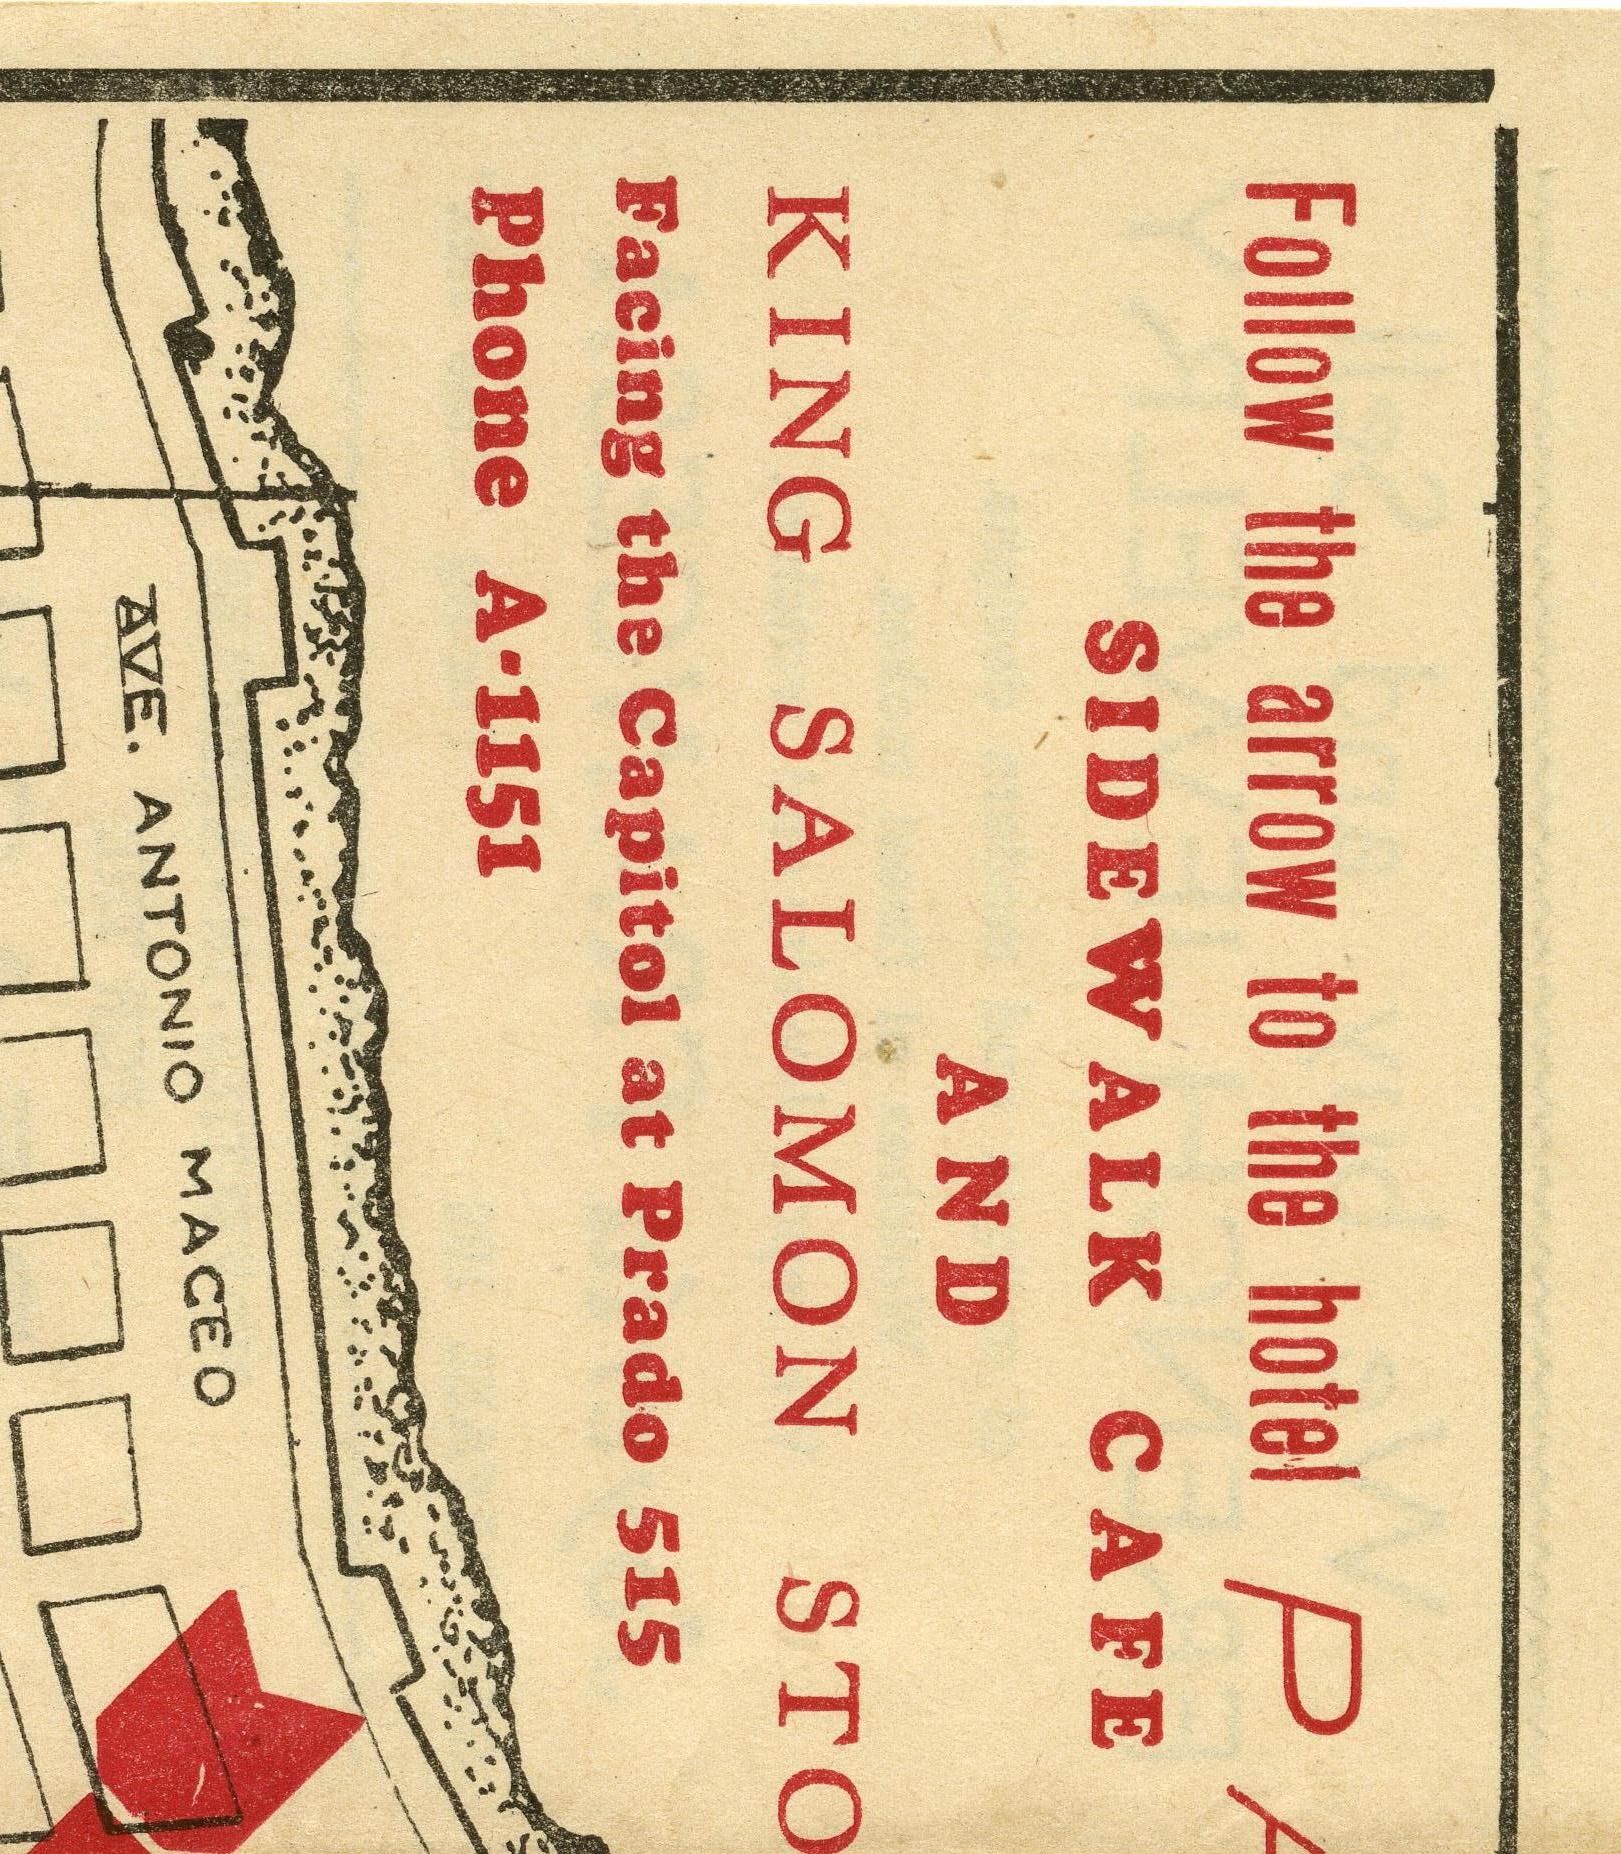 Follow the arrow to the hotel PA
SIDEWALK CAFE
AND
KING SALOMON STO
Facing the Capitol at Prado 515
Phone A-1151
AVE. ANTONIO MACEO